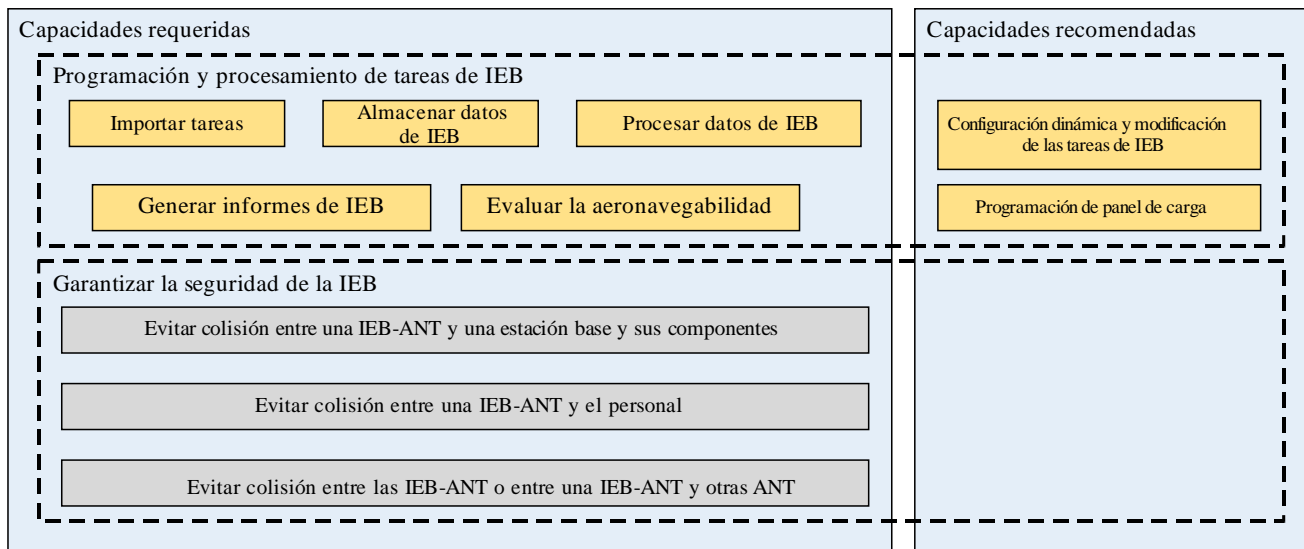 Capacidades requeridas
Programación y procesamiento de tareas de IEB
Importar tareas
Almacenar datos
de IEB
Procesar datos de IEB
Generar informes de IEB
Evaluar la aeronavegabilidad
Garantizar la seguridad de la IEB
Evitar colisión entre una IEB-ANT y una estación base y sus componentes
Evitar colisión entre una IEB-ANT y el personal
Evitar colisión entre las IEB-ANT o entre una IEB-ANT y otras ANT
Capacidades recomendadas
Configuración dinámica y modificación
de las tareas de IEB
Programación de panel de carga